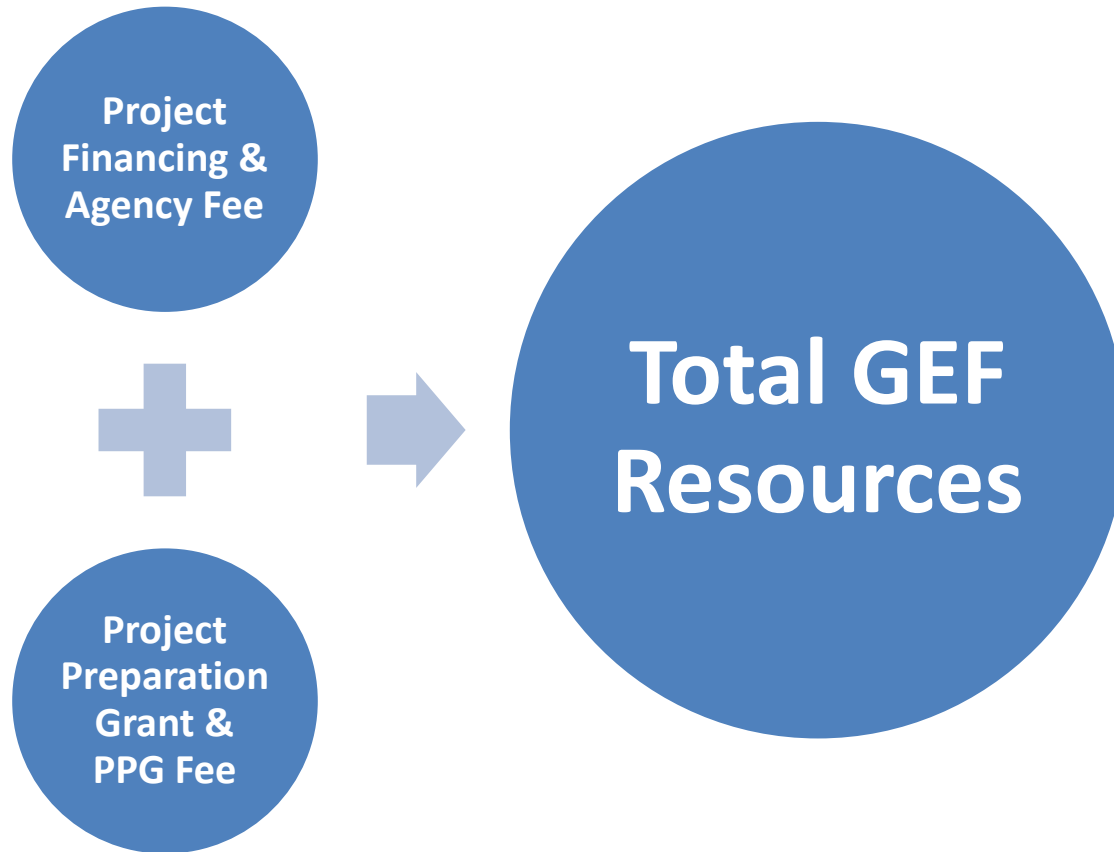 Project
Financing &
Agency Fee
Project
Preparation
Grant &
PPG Fee
Total GEF
Resources